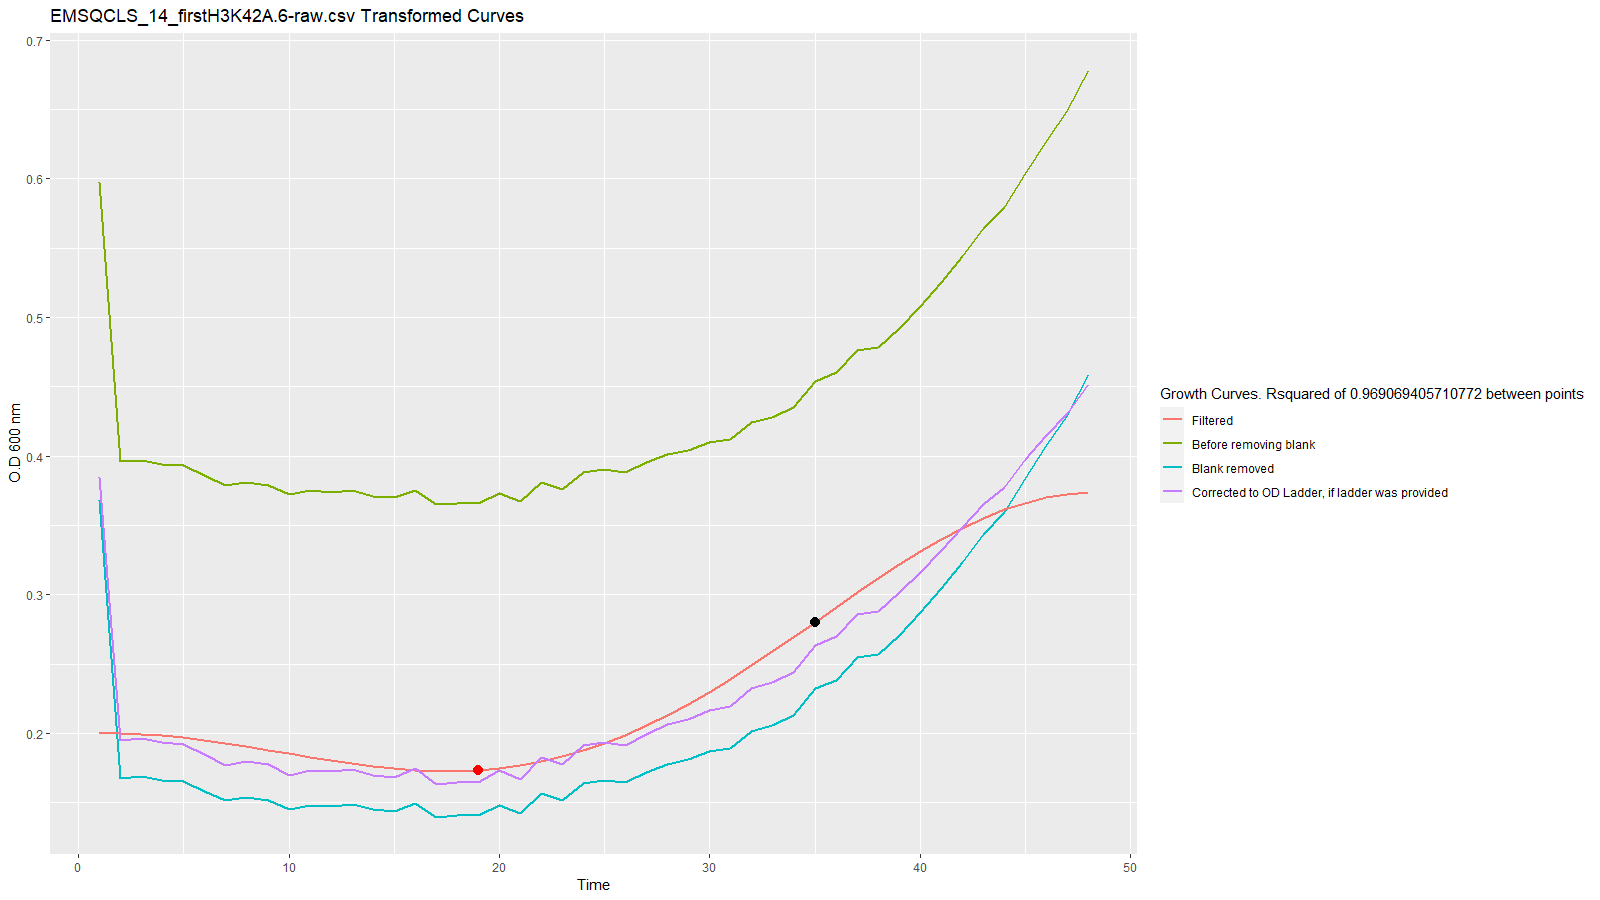 EMSQCLS_14_firstH3K42A.6-raw.csv Transformed Curves
0.7
0.6
0.5
0.4
0.3
0.2
O.D 600 nm
0
10
20
30
40
50
Time
Growth Curves. Rsquared of 0.969069405710772 between points
Filtered
Before removing blank
Blank removed
Corrected to OD Ladder, if ladder was provided